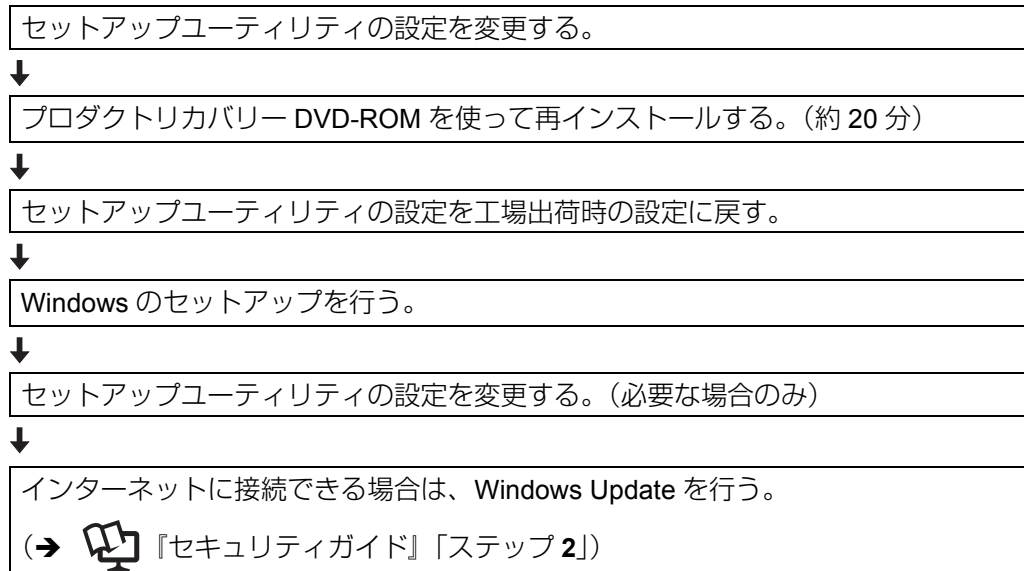 セットアップユーティリティの設定を変更する。
↓
プロダクトリカバリー DVD-ROM を使って再インストールする。（約 20 分）
↓
セットアップユーティリティの設定を工場出荷時の設定に戻す。
↓
Windows のセットアップを行う。
↓
セットアップユーティリティの設定を変更する。（必要な場合のみ）
↓
インターネットに接続できる場合は、Windows Update を行う。
（➔ 『セキュリティガイド』「ステップ 2」）